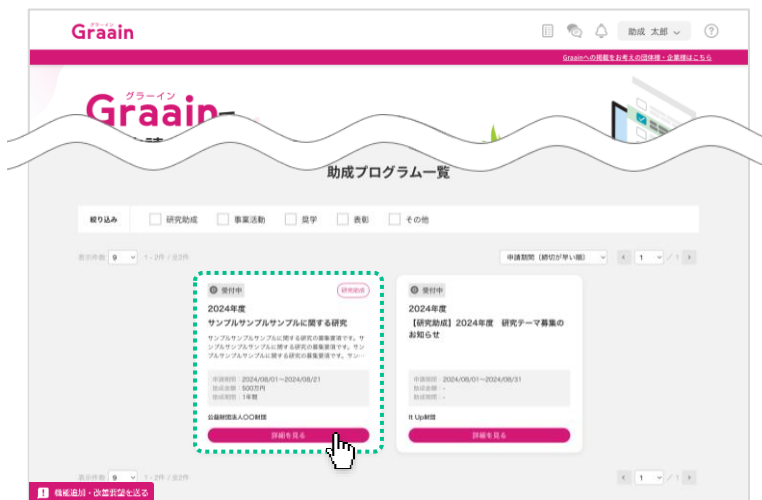 グラーイン
Graain
助成 太郎
Graainへの掲載をお考えの団体様・企業様はこちら
グラーイン
Graain
助成プログラム一覧
絞り込み 研究助成 事業活動 奨学 表彰 その他
表示件数 9 1 - 2件 / 全2件 申請期間（締切が早い順） 1 / 1
受付中 研究助成
2024年度
サンプルサンプルサンプルに関する研究
サンプルサンプルサンプルに関する研究の募集要項です。サ
ンプルサンプルサンプルに関する研究の募集要項です。サン
プルサンプルサンプルに関する研究の募集要項です。サン…
申請期間：2024/08/01～2024/08/21
助成金額：500万円
助成期間：1年間
公益財団法人〇〇財団
詳細を見る
受付中
2024年度
【研究助成】2024年度 研究テーマ募集の
お知らせ
申請期間：2024/08/01～2024/08/31
助成金額：-
助成期間：-
It Up財団
詳細を見る
表示件数 9 1 - 2件 / 全2件 1 / 1
機能追加・改善要望を送る